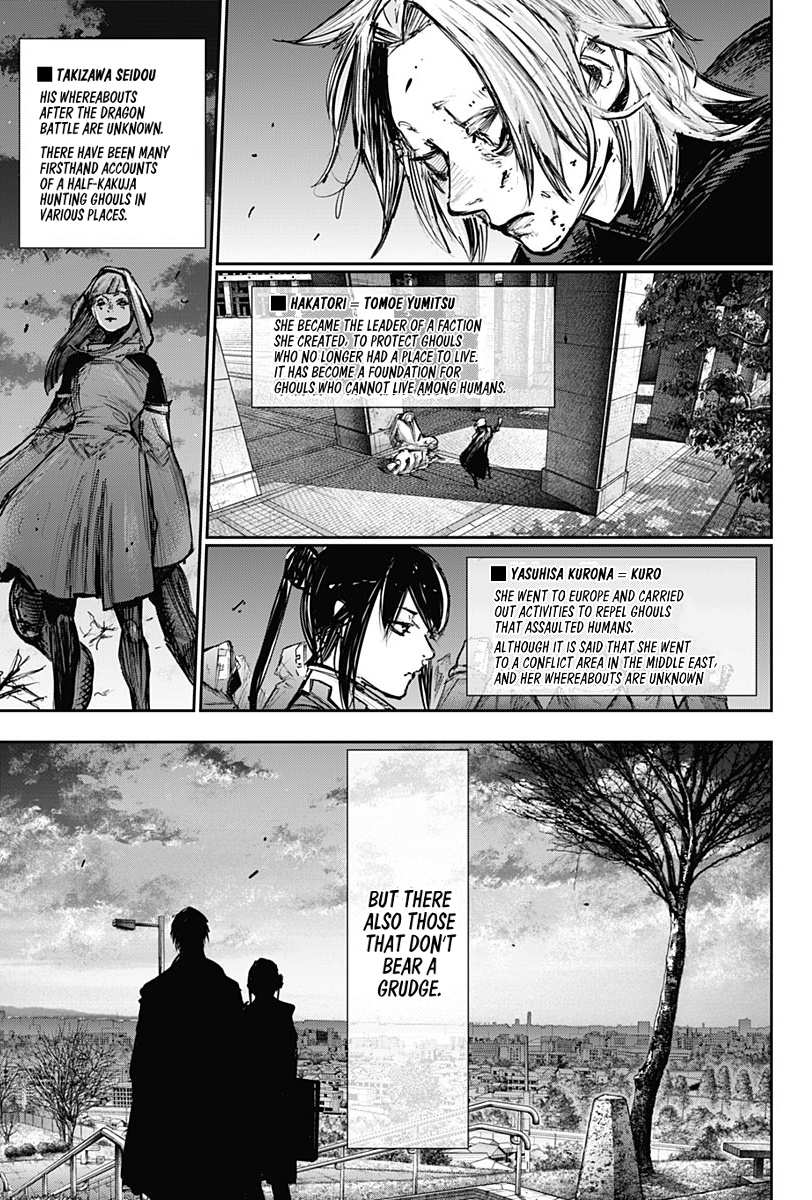 ■ TAKIZAWA SEIDOU
HIS WHEREABOUTS
AFTER THE DRAGON
BATTLE ARE UNKNOWN.
THERE HAVE BEEN MANY
FIRSTHAND ACCOUNTS
OF A HALF-KAKUJA
HUNTING GHOULS IN
VARIOUS PLACES.
■ HAKATORI = TOMOE YUMITSU
SHE BECAME THE LEADER OF A FACTION
SHE CREATED, TO PROTECT GHOULS
WHO NO LONGER HAD A PLACE TO LIVE.
IT HAS BECOME A FOUNDATION FOR
GHOULS WHO CANNOT LIVE AMONG HUMANS.
■ YASUHISA KURONA = KURO
SHE WENT TO EUROPE AND CARRIED
OUT ACTIVITIES TO REPEL GHOULS
THAT ASSAULTED HUMANS.
ALTHOUGH IT IS SAID THAT SHE WENT
TO A CONFLICT AREA IN THE MIDDLE EAST,
AND HER WHEREABOUTS ARE UNKNOWN
BUT THERE
ALSO THOSE
THAT DON'T
BEAR A
GRUDGE.